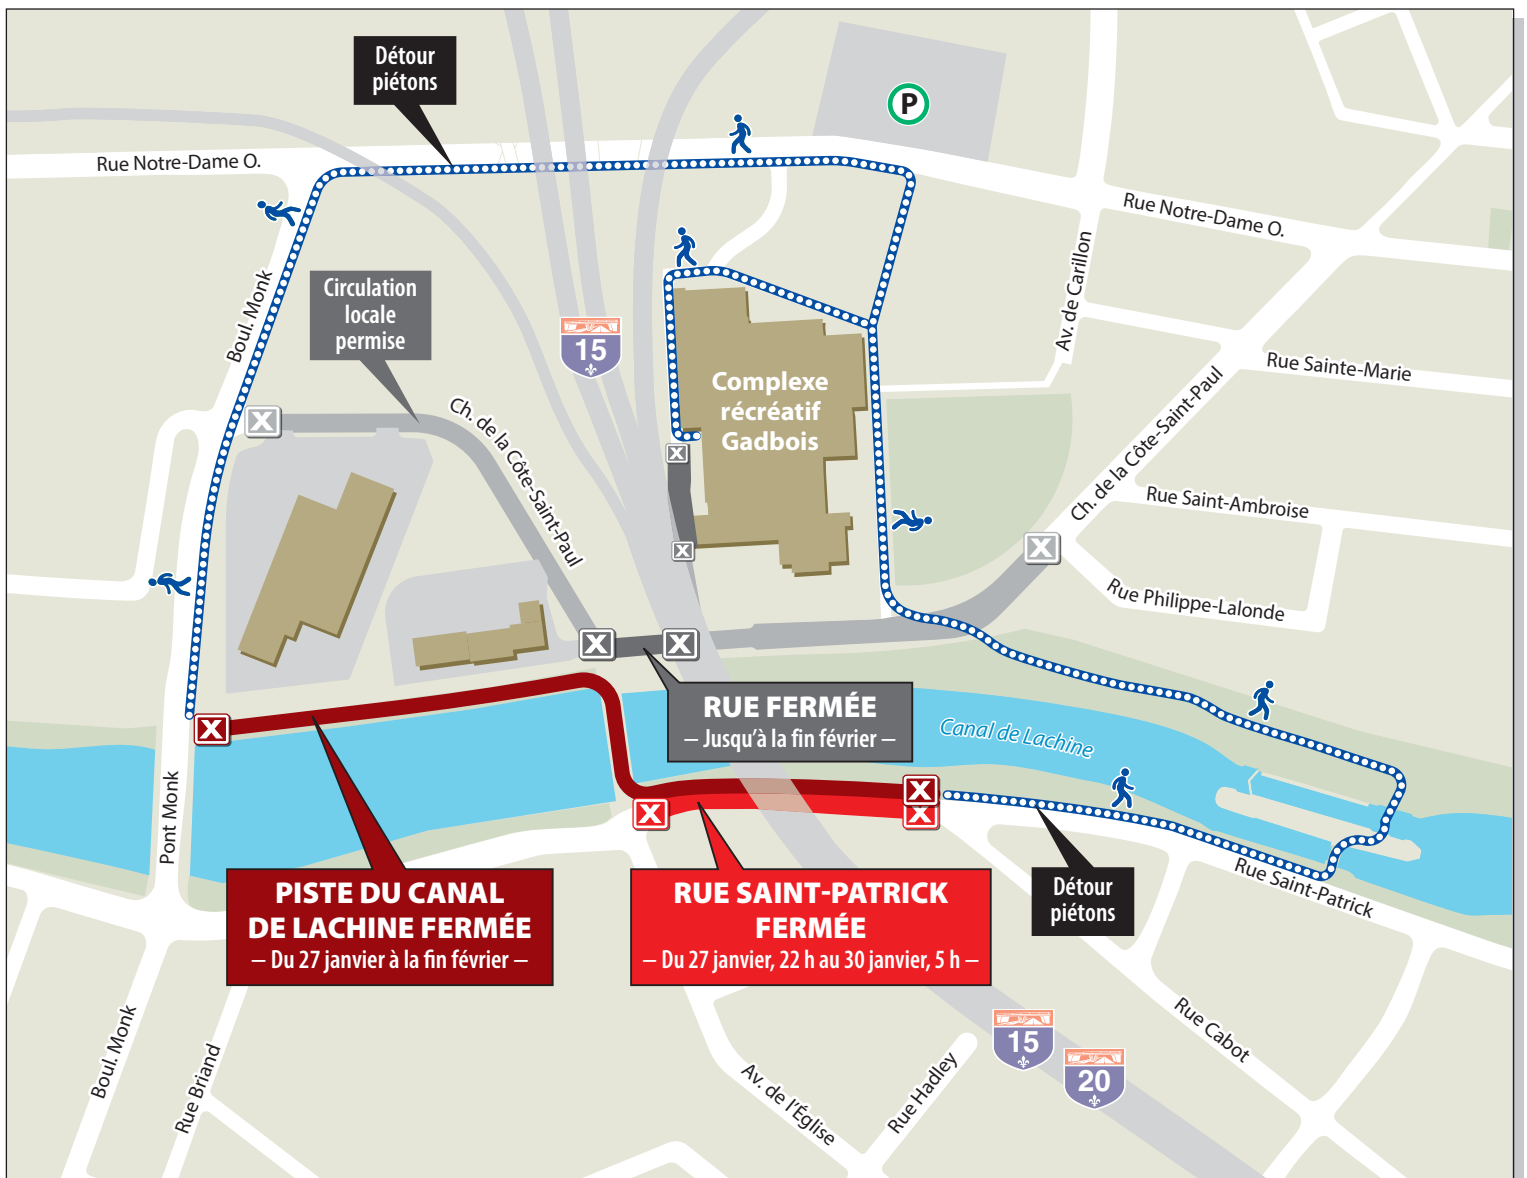 Détour
piétons
P
Rue Notre-Dame O.
Rue Notre-Dame O.
Boul. Monk
Circulation
locale
permise
15
Av. de Carillon
Ch. de la Côte-Saint-Paul
Complexe
récréatif
Gadbois
Rue Sainte-Marie
Ch. de la Côte-Saint-Paul
Rue Saint-Ambroise
Rue Philippe-Lalonde
X
X
X
X
X
X
X
X
X
X
RUE FERMÉE
– Jusqu'à la fin février –
Canal de Lachine
Pont Monk
PISTE DU CANAL
DE LACHINE FERMÉE
– Du 27 janvier à la fin février –
RUE SAINT-PATRICK
FERMÉE
– Du 27 janvier, 22 h au 30 janvier, 5 h –
Détour
piétons
Rue Saint-Patrick
Boul. Monk
Rue Briand
Av. de l'Église
Rue Hadley
15
20
Rue Cabot